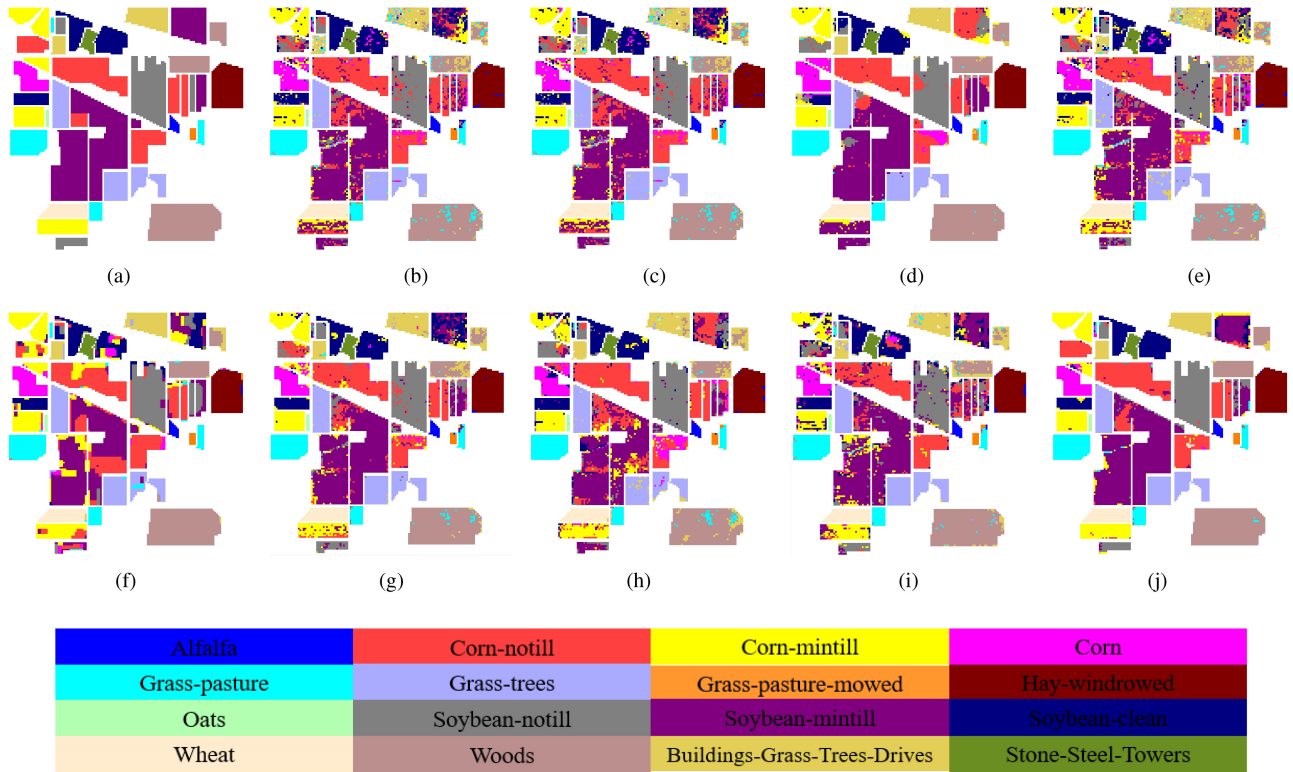 (a) (b) (c) (d) (e)
(f) (g) (h) (i) (j)
Alfalfa Corn-notill Corn-mintill Corn
Grass-pasture Grass-trees Grass-pasture-mowed Hay-windrowed
Oats Soybean-notill Soybean-mintill Soybean-clean
Wheat Woods Buildings-Grass-Trees-Drives Stone-Steel-Towers